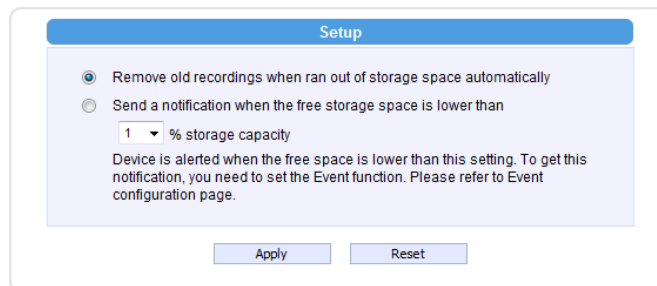 Setup
Remove old recordings when ran out of storage space automatically
Send a notification when the free storage space is lower than
1 % storage capacity
Device is alerted when the free space is lower than this setting. To get this
notification, you need to set the Event function. Please refer to Event
configuration page.
Apply Reset